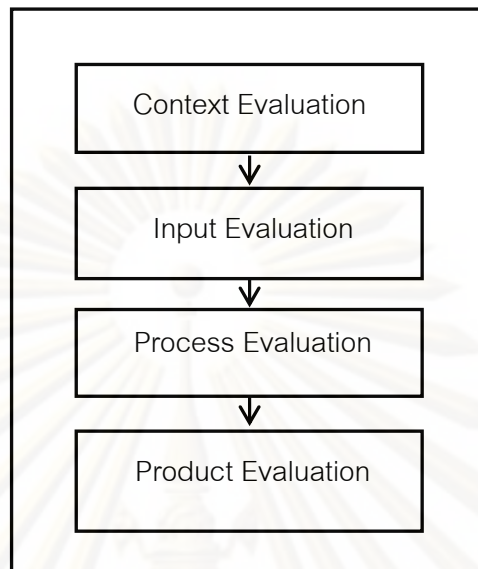 Context Evaluation
Input Evaluation
Process Evaluation
Product Evaluation